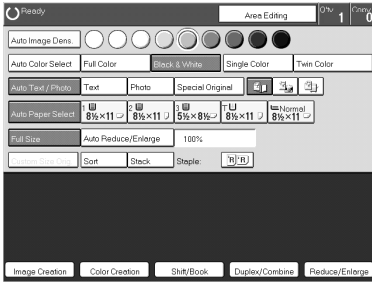 Ready Area Editing Q'ty 1 Copy 0
Auto Image Dens.
Auto Color Select Full Color Black & White Single Color Twin Color
Auto Text / Photo Text Photo Special Original
Auto Paper Select 1 8½×11 2 8½×11 3 5½×8½ T 8½×11 Normal 8½×11
Full Size Auto Reduce/Enlarge 100%
Custom Size Orig. Sort Stack Staple: R R
Image Creation Color Creation Shift/Book Duplex/Combine Reduce/Enlarge